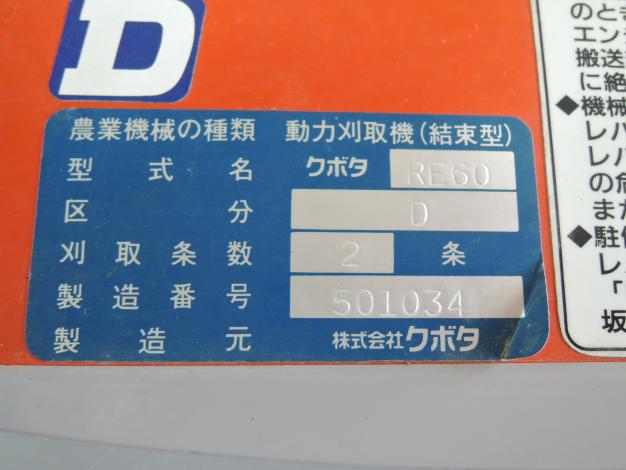 D
農業機械の種類 動力刈取機(結束型)
型式名 クボタ RE60
区分 D
刈取条数 2 条
製造番号 501034
製造元 株式会社クボタ
のとき
エン
搬送
に絶
◆機械
レバ
レバ
の危
また
◆駐停
レ
「
坂